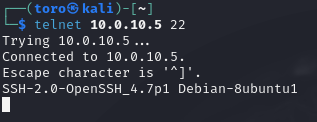 ┌──(toro㉿kali)-[~]
└─$ telnet 10.0.10.5 22
Trying 10.0.10.5...
Connected to 10.0.10.5.
Escape character is '^]'.
SSH-2.0-OpenSSH_4.7p1 Debian-8ubuntu1